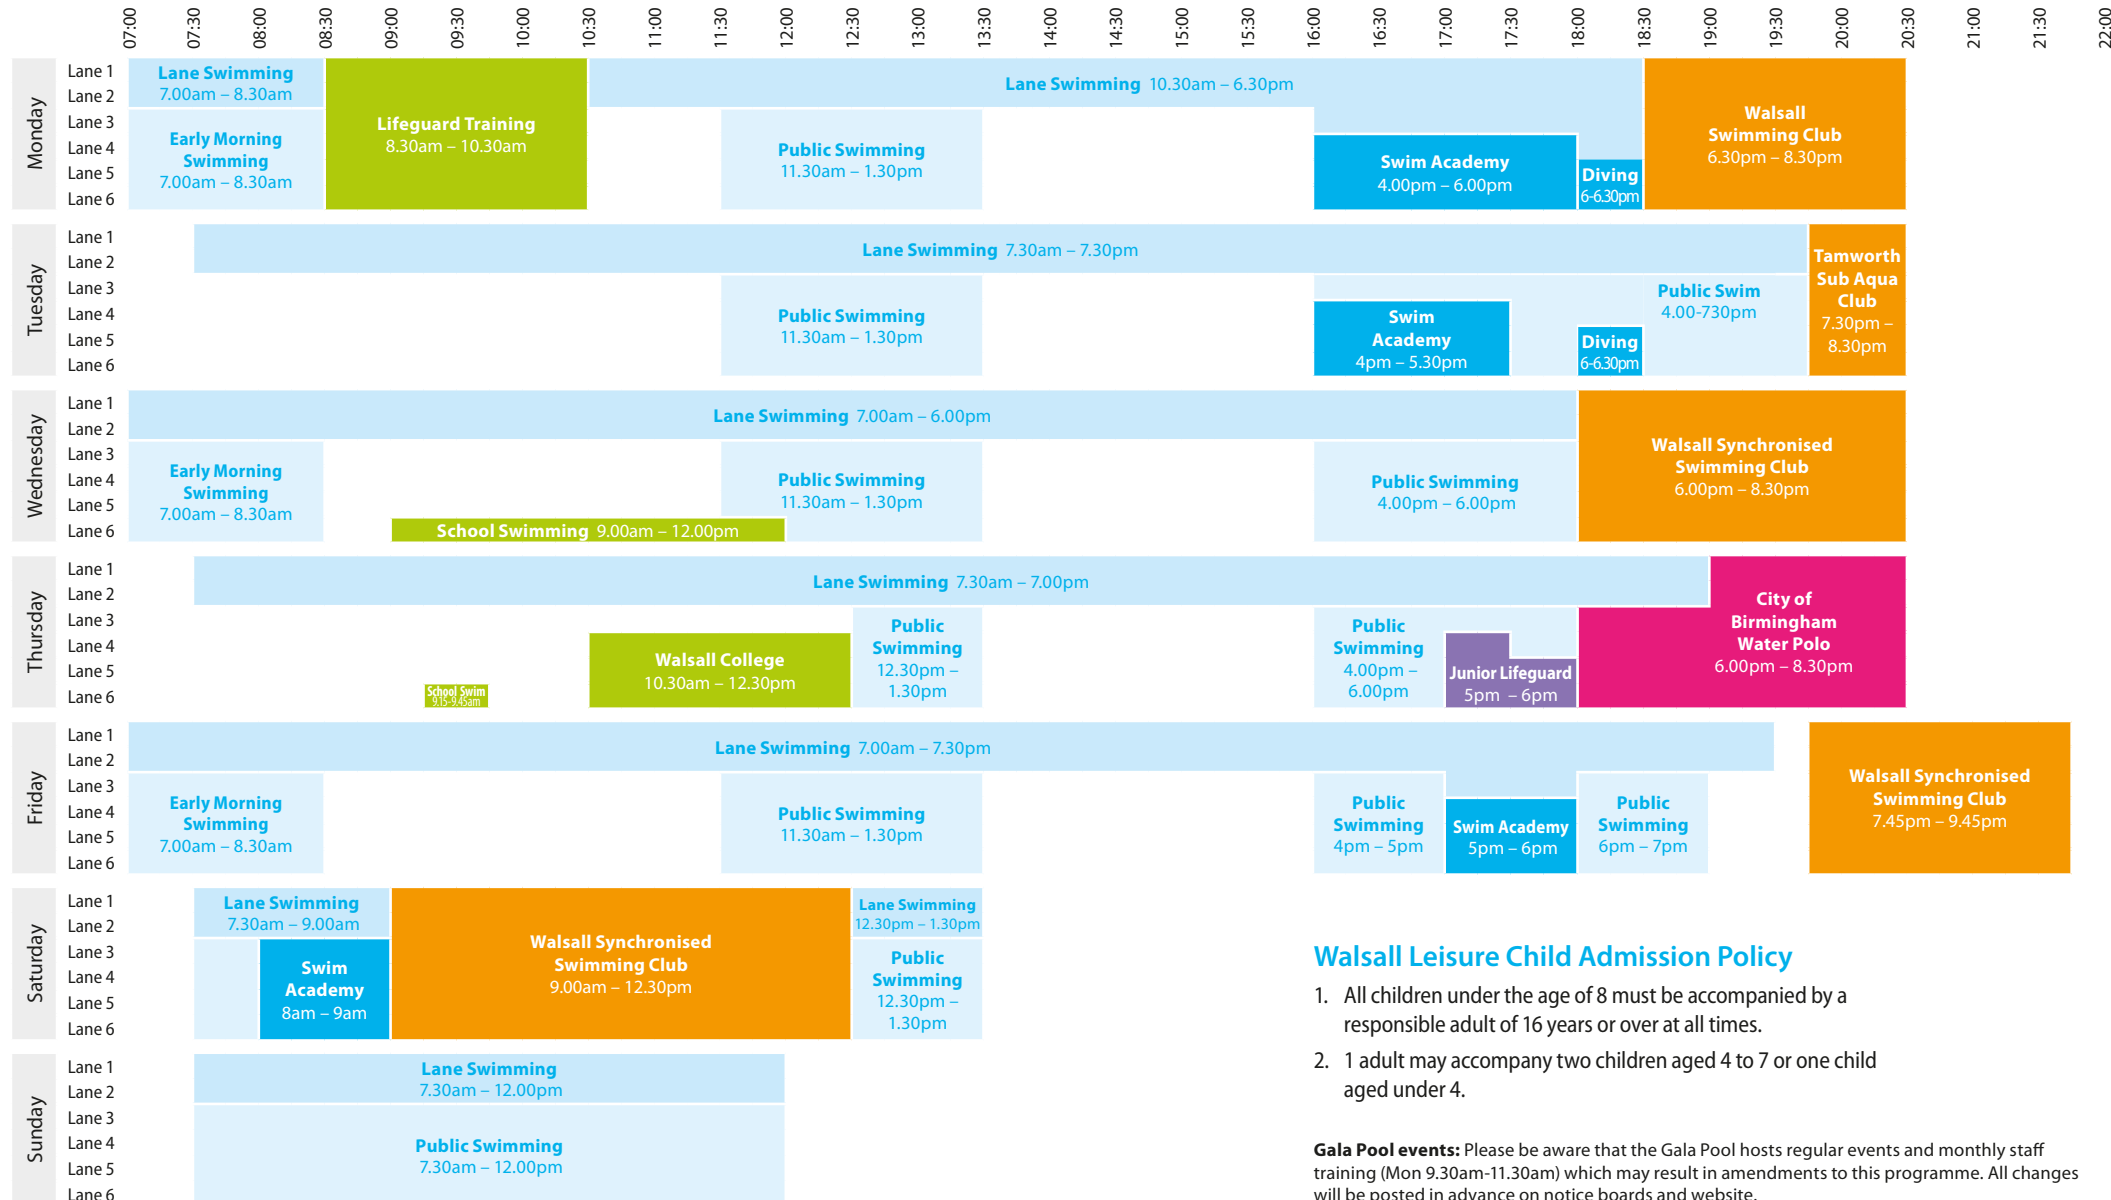 07:00 07:30 08:00 08:30 09:00 09:30 10:00 10:30 11:00 11:30 12:00 12:30 13:00 13:30 14:00 14:30 15:00 15:30 16:00 16:30 17:00 17:30 18:00 18:30 19:00 19:30 20:00 20:30 21:00 21:30 22:00
Monday
Lane 1
Lane 2
Lane 3
Lane 4
Lane 5
Lane 6
Lane Swimming
7.00am – 8.30am
Early Morning
Swimming
7.00am – 8.30am
Lifeguard Training
8.30am – 10.30am
Lane Swimming 10.30am – 6.30pm
Public Swimming
11.30am – 1.30pm
Swim Academy
4.00pm – 6.00pm
Diving
6-6.30pm
Walsall
Swimming Club
6.30pm – 8.30pm
Tuesday
Lane 1
Lane 2
Lane 3
Lane 4
Lane 5
Lane 6
Lane Swimming 7.30am – 7.30pm
Public Swimming
11.30am – 1.30pm
Swim
Academy
4pm – 5.30pm
Diving
6-6.30pm
Public Swim
4.00-730pm
Tamworth
Sub Aqua
Club
7.30pm –
8.30pm
Wednesday
Lane 1
Lane 2
Lane 3
Lane 4
Lane 5
Lane 6
Lane Swimming 7.00am – 6.00pm
Early Morning
Swimming
7.00am – 8.30am
School Swimming 9.00am – 12.00pm
Public Swimming
11.30am – 1.30pm
Public Swimming
4.00pm – 6.00pm
Walsall Synchronised
Swimming Club
6.00pm – 8.30pm
Thursday
Lane 1
Lane 2
Lane 3
Lane 4
Lane 5
Lane 6
Lane Swimming 7.30am – 7.00pm
School Swim
9.15-9.45am
Walsall College
10.30am – 12.30pm
Public
Swimming
12.30pm –
1.30pm
Public
Swimming
4.00pm –
6.00pm
Junior Lifeguard
5pm – 6pm
City of
Birmingham
Water Polo
6.00pm – 8.30pm
Friday
Lane 1
Lane 2
Lane 3
Lane 4
Lane 5
Lane 6
Lane Swimming 7.00am – 7.30pm
Early Morning
Swimming
7.00am – 8.30am
Public Swimming
11.30am – 1.30pm
Public
Swimming
4pm – 5pm
Swim Academy
5pm – 6pm
Public
Swimming
6pm – 7pm
Walsall Synchronised
Swimming Club
7.45pm – 9.45pm
Saturday
Lane 1
Lane 2
Lane 3
Lane 4
Lane 5
Lane 6
Lane Swimming
7.30am – 9.00am
Swim
Academy
8am – 9am
Walsall Synchronised
Swimming Club
9.00am – 12.30pm
Lane Swimming
12.30pm – 1.30pm
Public
Swimming
12.30pm –
1.30pm
Sunday
Lane 1
Lane 2
Lane 3
Lane 4
Lane 5
Lane 6
Lane Swimming
7.30am – 12.00pm
Public Swimming
7.30am – 12.00pm
Walsall Leisure Child Admission Policy
1. All children under the age of 8 must be accompanied by a
responsible adult of 16 years or over at all times.
2. 1 adult may accompany two children aged 4 to 7 or one child
aged under 4.
Gala Pool events: Please be aware that the Gala Pool hosts regular events and monthly staff
training (Mon 9.30am-11.30am) which may result in amendments to this programme. All changes
will be posted in advance on notice boards and website.